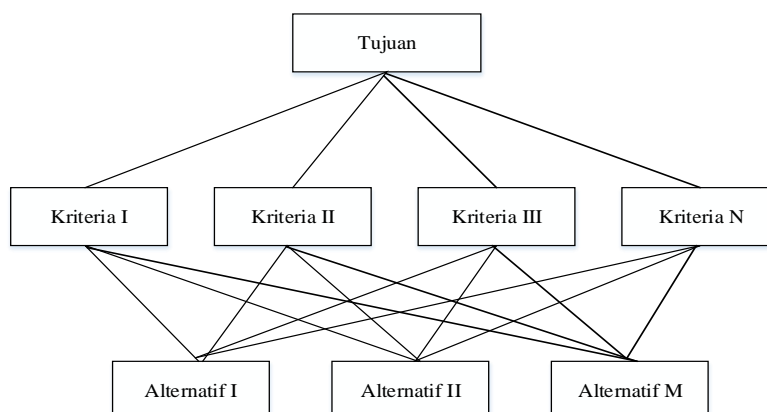 Tujuan
Kriteria I
Kriteria II
Kriteria III
Kriteria N
Alternatif I
Alternatif II
Alternatif M